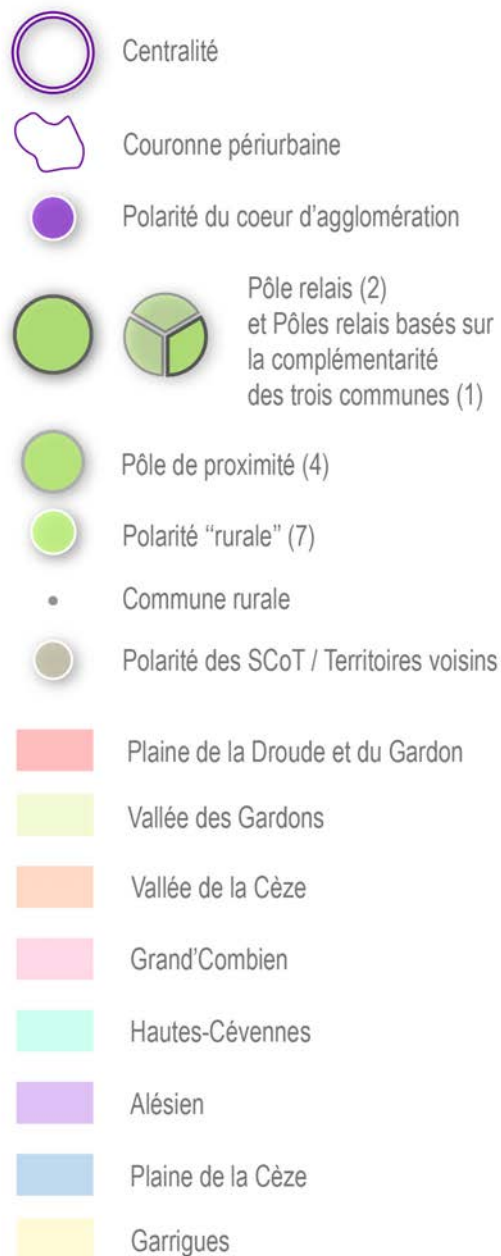 Centralité
Couronne périurbaine
Polarité du coeur d'agglomération
Pôle relais (2)
et Pôles relais basés sur
la complémentarité
des trois communes (1)
Pôle de proximité (4)
Polarité “rurale” (7)
Commune rurale
Polarité des SCoT / Territoires voisins
Plaine de la Droude et du Gardon
Vallée des Gardons
Vallée de la Cèze
Grand'Combien
Hautes-Cévennes
Alésien
Plaine de la Cèze
Garrigues